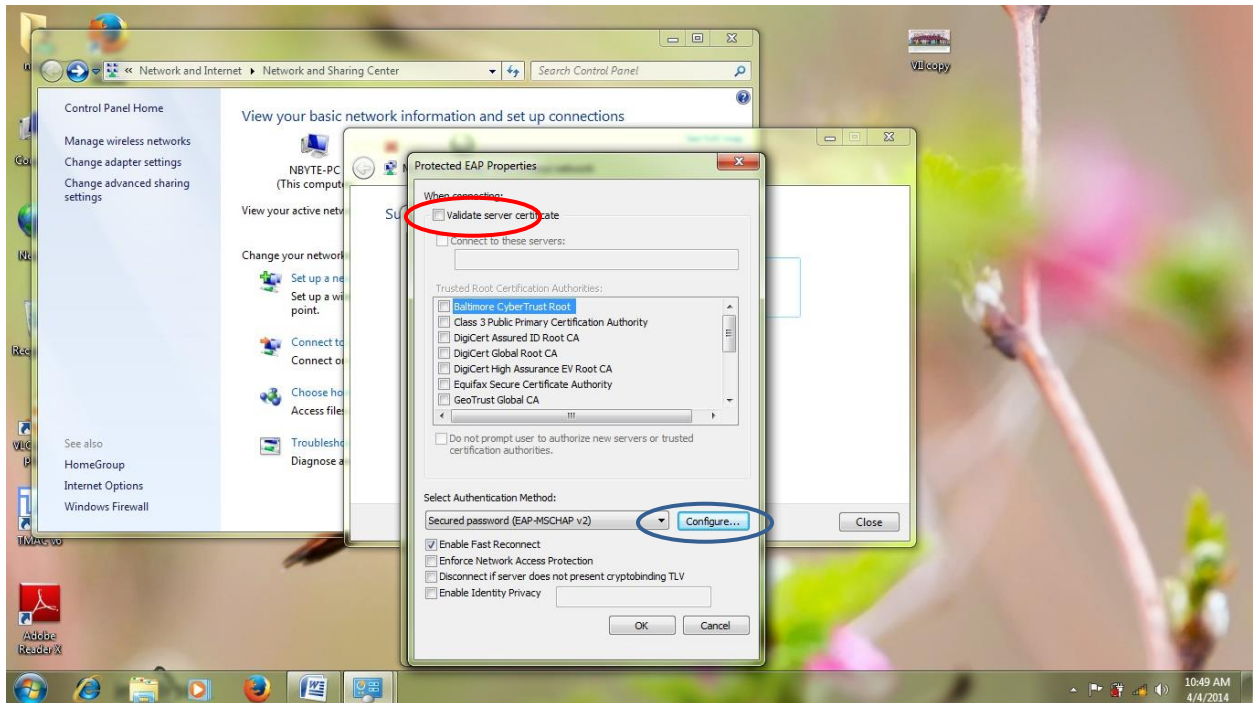 VLC copy
« Network and Internet ▸ Network and Sharing Center
Search Control Panel
Control Panel Home
Manage wireless networks
Change adapter settings
Change advanced sharing
settings
See also
HomeGroup
Internet Options
Windows Firewall
View your basic network information and set up connections
NBYTE-PC
(This compute
View your active netw
Change your network
Set up a ne
Set up a wi
point.
Connect to
Connect o
Choose ho
Access files
Troublesho
Diagnose a
Su
Close
Protected EAP Properties
When connecting:
Validate server certificate
Connect to these servers:
Trusted Root Certification Authorities:
Baltimore CyberTrust Root
Class 3 Public Primary Certification Authority
DigiCert Assured ID Root CA
DigiCert Global Root CA
DigiCert High Assurance EV Root CA
Equifax Secure Certificate Authority
GeoTrust Global CA
Do not prompt user to authorize new servers or trusted
certification authorities.
Select Authentication Method:
Secured password (EAP-MSCHAP v2)
Configure...
Enable Fast Reconnect
Enforce Network Access Protection
Disconnect if server does not present cryptobinding TLV
Enable Identity Privacy
OK Cancel
Adobe
Reader X
10:49 AM
4/4/2014